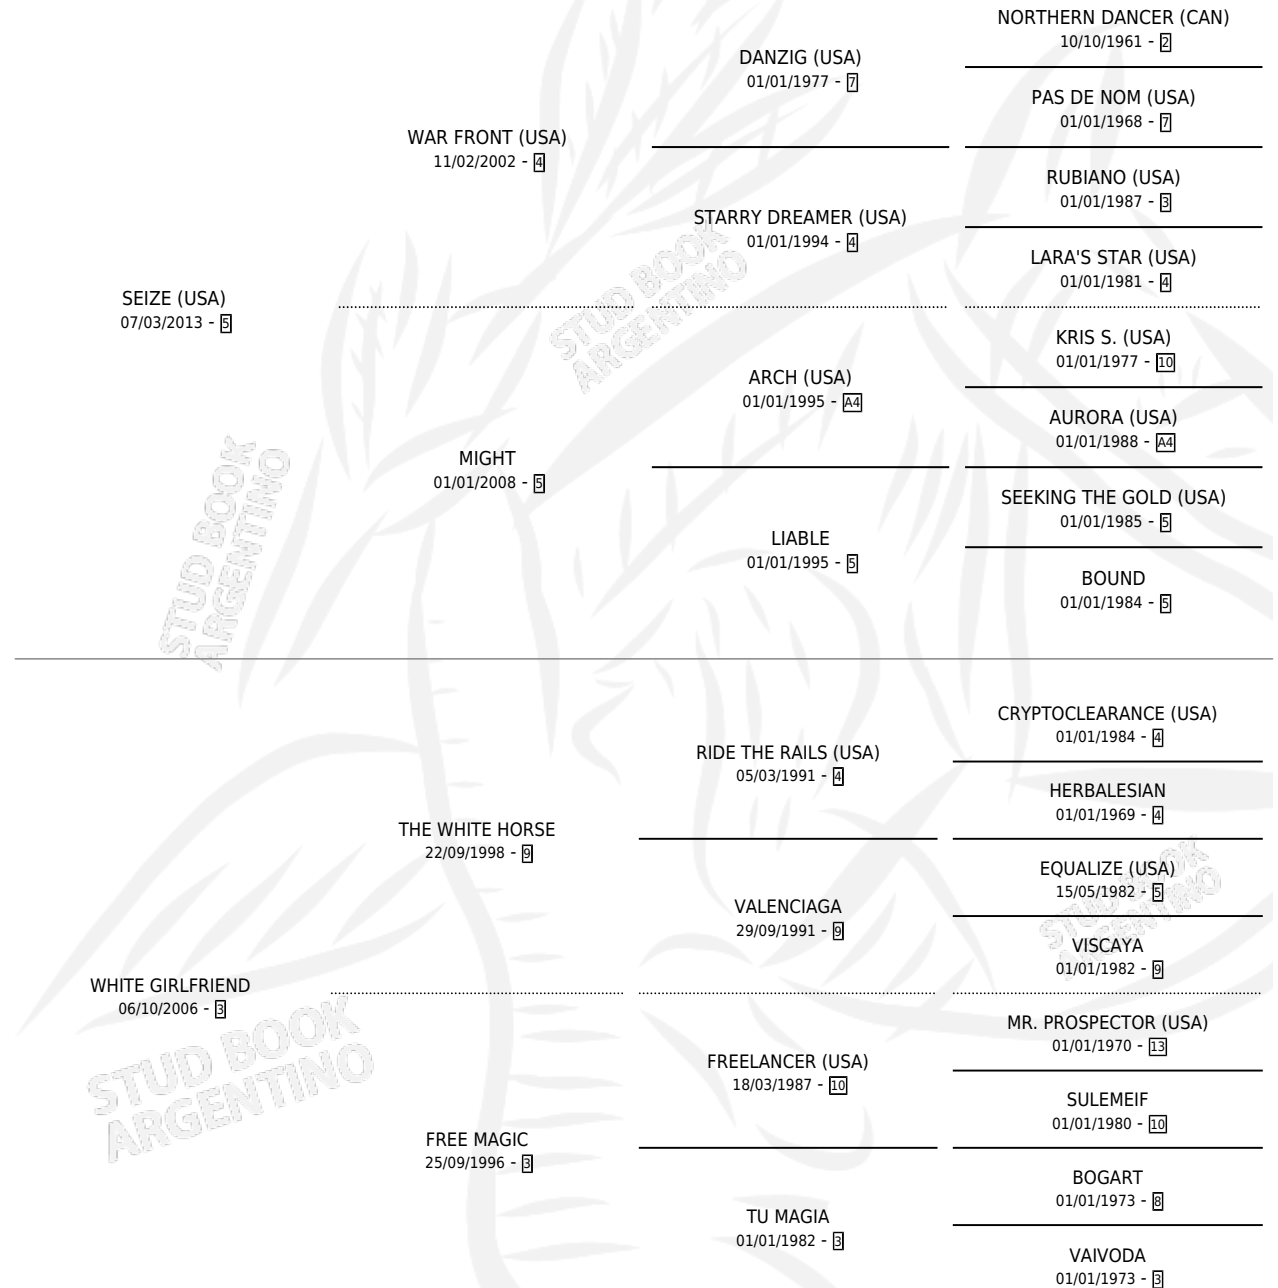 NORTHERN DANCER (CAN)
10/10/1961 - 2
DANZIG (USA)
01/01/1977 - 7
PAS DE NOM (USA)
01/01/1968 - 7
WAR FRONT (USA)
11/02/2002 - 4
RUBIANO (USA)
01/01/1987 - 3
STARRY DREAMER (USA)
01/01/1994 - 4
LARA'S STAR (USA)
01/01/1981 - 4
SEIZE (USA)
07/03/2013 - 5
STUD BOOK
ARGENTINO
KRIS S. (USA)
01/01/1977 - 10
ARCH (USA)
01/01/1995 - A4
AURORA (USA)
01/01/1988 - A4
MIGHT
01/01/2008 - 5
SEEKING THE GOLD (USA)
01/01/1985 - 5
LIABLE
01/01/1995 - 5
BOUND
01/01/1984 - 5
STUD BOOK
ARGENTINO
CRYPTOCLEARANCE (USA)
01/01/1984 - 4
RIDE THE RAILS (USA)
05/03/1991 - 4
HERBALESIAN
01/01/1969 - 4
THE WHITE HORSE
22/09/1998 - 9
EQUALIZE (USA)
15/05/1982 - 5
VALENCIAGA
29/09/1991 - 9
STUD BOOK
ARGENTINO
VISCAYA
01/01/1982 - 9
WHITE GIRLFRIEND
06/10/2006 - 3
STUD BOOK
ARGENTINO
MR. PROSPECTOR (USA)
01/01/1970 - 13
FREELANCER (USA)
18/03/1987 - 10
SULEMEIF
01/01/1980 - 10
FREE MAGIC
25/09/1996 - 3
BOGART
01/01/1973 - 8
TU MAGIA
01/01/1982 - 3
VAIVODA
01/01/1973 - 3